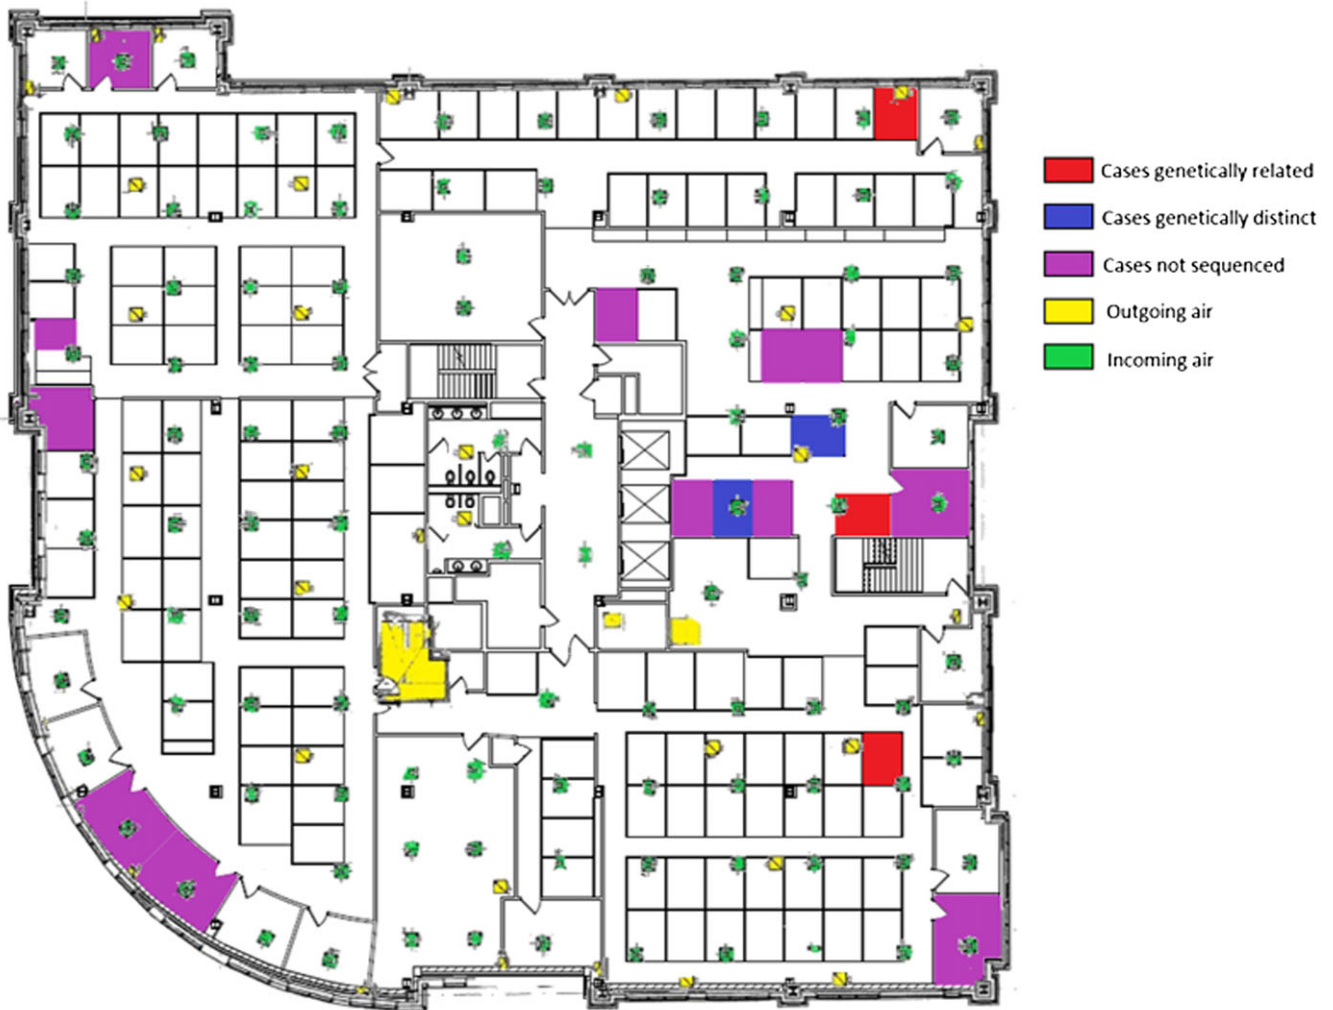 Cases genetically related
Cases genetically distinct
Cases not sequenced
Outgoing air
Incoming air